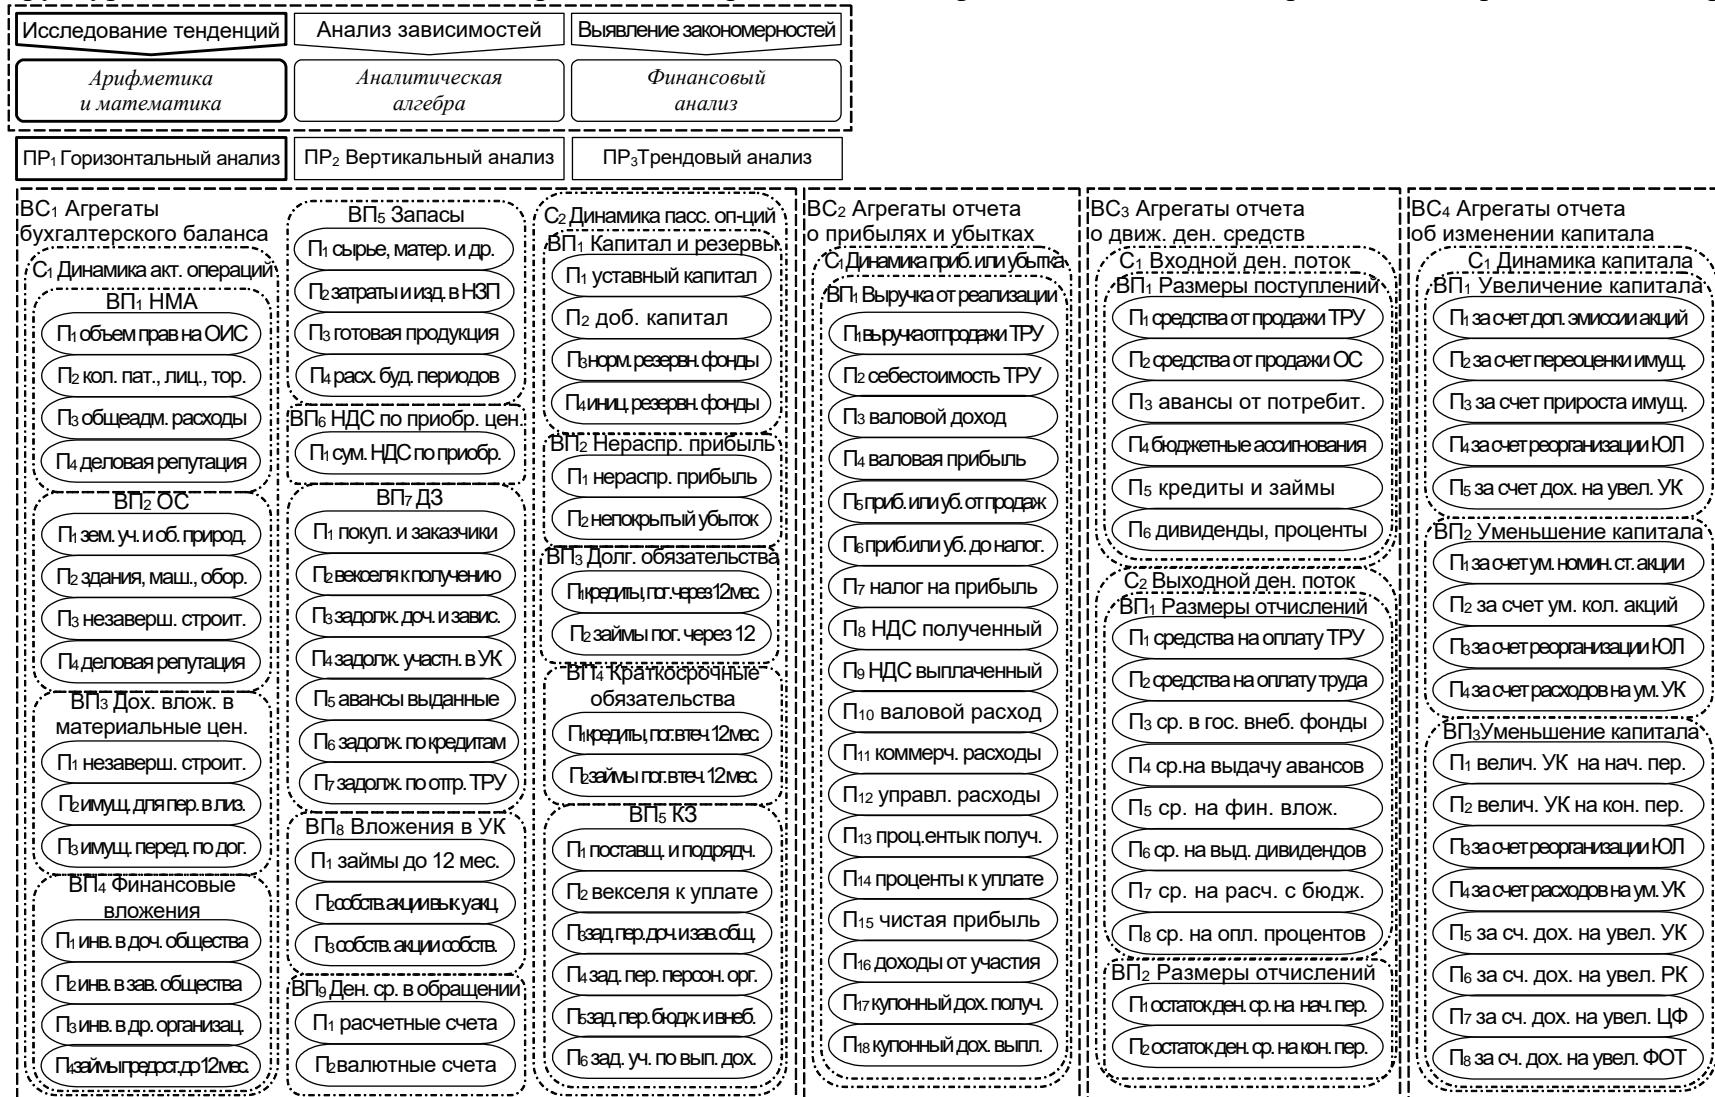 Исследование тенденций
Анализ зависимостей
Выявление закономерностей
Арифметика
и математика
Аналитическая
алгебра
Финансовый
анализ
ПР1 Горизонтальный анализ
ПР2 Вертикальный анализ
ПР3Трендовый анализ
ВС1 Агрегаты
бухгалтерского баланса
С1 Динамика акт. операций
ВП1 НМА
П1 объем прав на ОИС
П2 кол. пат., лиц., тор.
П3 общеадм. расходы
П4 деловая репутация
ВП2 ОС
П1 зем. уч. и об. природ.
П2 здания, маш., обор.
П3 незаверш. строит.
П4 деловая репутация
ВП3 Дох. влож. в
материальные цен.
П1 незаверш. строит.
П2 имущ. для пер. в лиз.
П3 имущ. перед. по дог.
ВП4 Финансовые
вложения
П1 инв. в доч. общества
П2 инв. в зав. общества
П3 инв. в др. организац.
П4 займы предост. до 12 мес.
ВП5 Запасы
П1 сырье, матер. и др.
П2 затраты и изд. в НЗП
П3 готовая продукция
П4 расх. буд. периодов
ВП6 НДС по приобр. цен.
П1 сум. НДС по приобр.
ВП7 ДЗ
П1 покуп. и заказчики
П2 векселя к получению
П3 задолж. доч. и завис.
П4 задолж. участн. в УК
П5 авансы выданные
П6 задолж. по кредитам
П7 задолж. по отгр. ТРУ
ВП8 Вложения в УК
П1 займы до 12 мес.
П2 собств. акции вык у акц.
П3 собств. акции собств.
ВП9 Ден. ср. в обращении
П1 расчетные счета
П2 валютные счета
С2 Динамика пасс. оп-ций
ВП1 Капитал и резервы
П1 уставный капитал
П2 доб. капитал
П3 норм. резервн. фонды
П4 иниц. резервн. фонды
ВП2 Нераспр. прибыль
П1 нераспр. прибыль
П2 непокрытый убыток
ВП3 Долг. обязательства
П1 кредиты, пог. через 12 мес.
П2 займы пог. через 12
ВП4 Краткосрочные
обязательства
П1 кредиты, пог. в теч. 12 мес.
П2 займы пог. в теч. 12 мес.
ВП5 КЗ
П1 поставщ. и подрядч.
П2 векселя к уплате
П3 зад. пер. доч. и зав. общ.
П4 зад. пер. персон. орг.
П5 зад. пер. бюдж. и внеб.
П6 зад. уч. по вып. дох.
ВС2 Агрегаты отчета
о прибылях и убытках
С1 Динамика приб. или убытка
ВП1 Выручка от реализации
П1 выручка от продажи ТРУ
П2 себестоимость ТРУ
П3 валовой доход
П4 валовая прибыль
П5 приб. или уб. от продаж
П6 приб. или уб. до налог.
П7 налог на прибыль
П8 НДС полученный
П9 НДС выплаченный
П10 валовой расход
П11 коммерч. расходы
П12 управл. расходы
П13 проц.ентык получ.
П14 проценты к уплате
П15 чистая прибыль
П16 доходы от участия
П17 купонный дох. получ.
П18 купонный дох. выпл.
ВС3 Агрегаты отчета
о движ. ден. средств
С1 Входной ден. поток
ВП1 Размеры поступлений
П1 средства от продажи ТРУ
П2 средства от продажи ОС
П3 авансы от потребит.
П4 бюджетные ассигнования
П5 кредиты и займы
П6 дивиденды, проценты
С2 Выходной ден. поток
ВП1 Размеры отчислений
П1 средства на оплату ТРУ
П2 средства на оплату труда
П3 ср. в гос. внеб. фонды
П4 ср.на выдачу авансов
П5 ср. на фин. влож.
П6 ср. на выд. дивидендов
П7 ср. на расч. с бюдж.
П8 ср. на опл. процентов
ВП2 Размеры отчислений
П1 остаток ден. ср. на нач. пер.
П2 остаток ден. ср. на кон. пер.
ВС4 Агрегаты отчета
об изменении капитала
С1 Динамика капитала
ВП1 Увеличение капитала
П1 за счет доп. эмиссии акций
П2 за счет переоценки имущ.
П3 за счет прироста имущ.
П4 за счет реорганизации ЮЛ
П5 за счет дох. на увел. УК
ВП2 Уменьшение капитала
П1 за счет ум. номин. ст. акции
П2 за счет ум. кол. акций
П3 за счет реорганизации ЮЛ
П4 за счет расходов на ум. УК
ВП3Уменьшение капитала
П1 велич. УК на нач. пер.
П2 велич. УК на кон. пер.
П3 за счет реорганизации ЮЛ
П4 за счет расходов на ум. УК
П5 за сч. дох. на увел. УК
П6 за сч. дох. на увел. РК
П7 за сч. дох. на увел. ЦФ
П8 за сч. дох. на увел. ФОТ